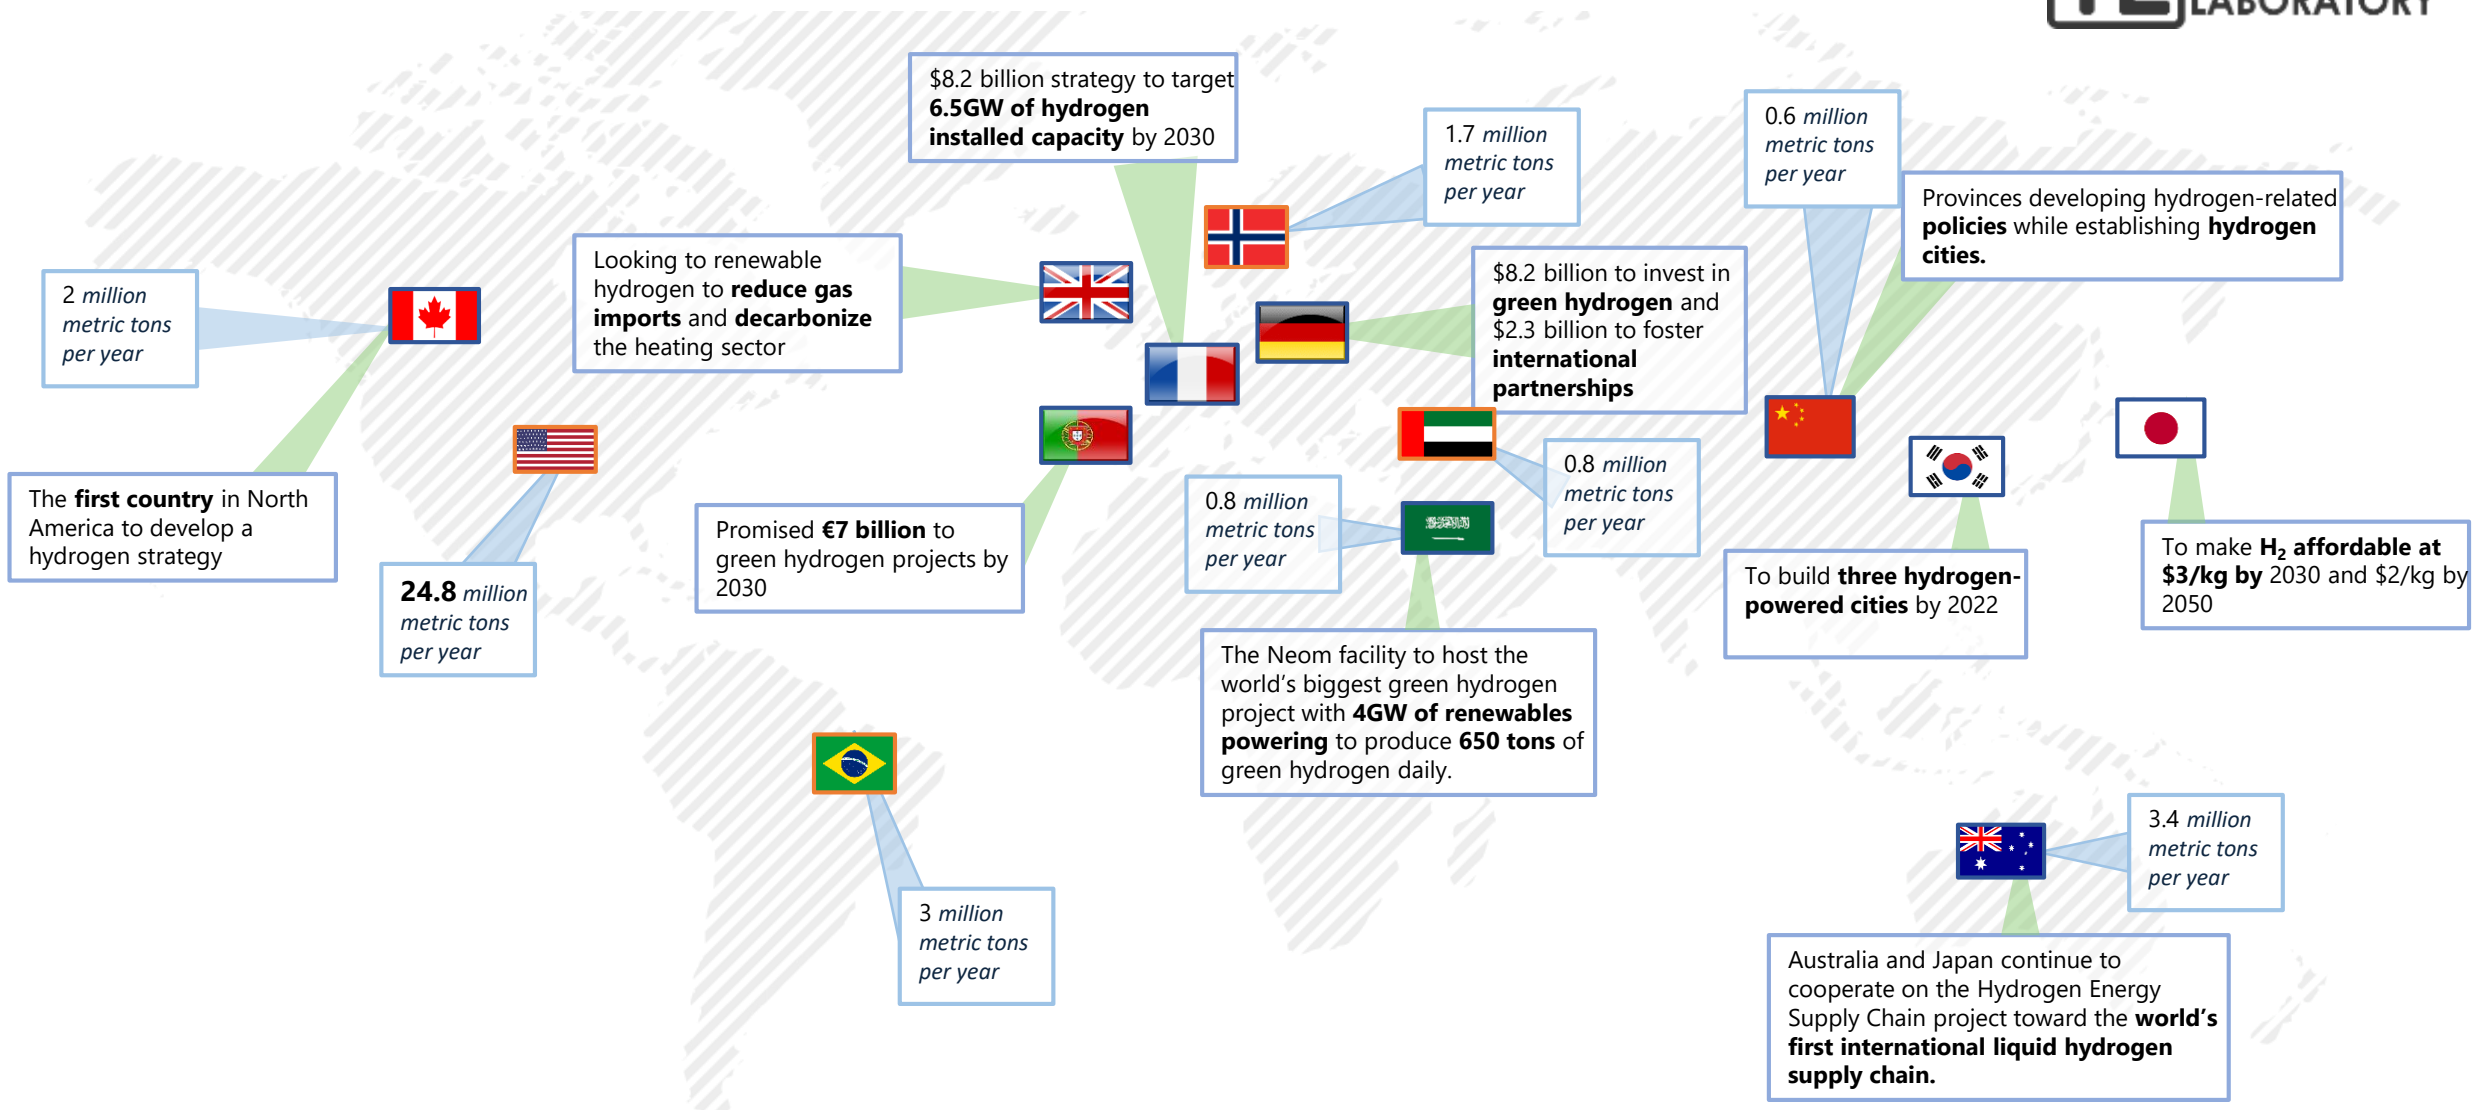 LABORATORY
$8.2 billion strategy to target
6.5GW of hydrogen
installed capacity by 2030
1.7 million
metric tons
per year
0.6 million
metric tons
per year
Provinces developing hydrogen-related
policies while establishing hydrogen
cities.
Looking to renewable
hydrogen to reduce gas
imports and decarbonize
the heating sector
$8.2 billion to invest in
green hydrogen and
$2.3 billion to foster
international
partnerships
2 million
metric tons
per year
The first country in North
America to develop a
hydrogen strategy
24.8 million
metric tons
per year
Promised €7 billion to
green hydrogen projects by
2030
0.8 million
metric tons
per year
0.8 million
metric tons
per year
To build three hydrogen-
powered cities by 2022
To make H₂ affordable at
$3/kg by 2030 and $2/kg by
2050
The Neom facility to host the
world's biggest green hydrogen
project with 4GW of renewables
powering to produce 650 tons of
green hydrogen daily.
3 million
metric tons
per year
3.4 million
metric tons
per year
Australia and Japan continue to
cooperate on the Hydrogen Energy
Supply Chain project toward the world's
first international liquid hydrogen
supply chain.